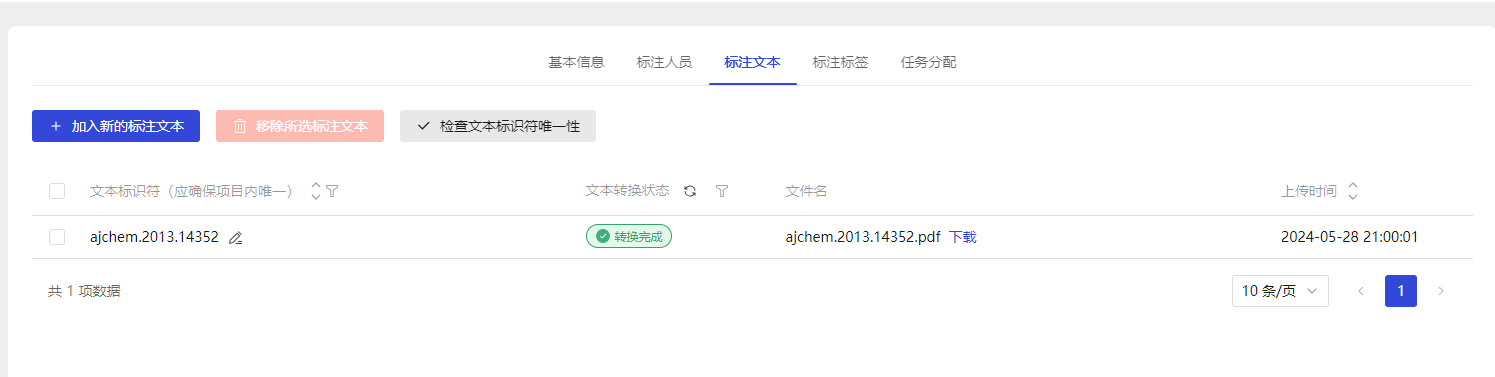 基本信息 标注人员 标注文本 标注标签 任务分配
加入新的标注文本 移除所选标注文本 检查文本标识符唯一性
文本标识符（应确保项目内唯一） 文本转换状态 文件名 上传时间
ajchem.2013.14352 转换完成 ajchem.2013.14352.pdf 下载 2024-05-28 21:00:01
共 1 项数据 10 条/页 1